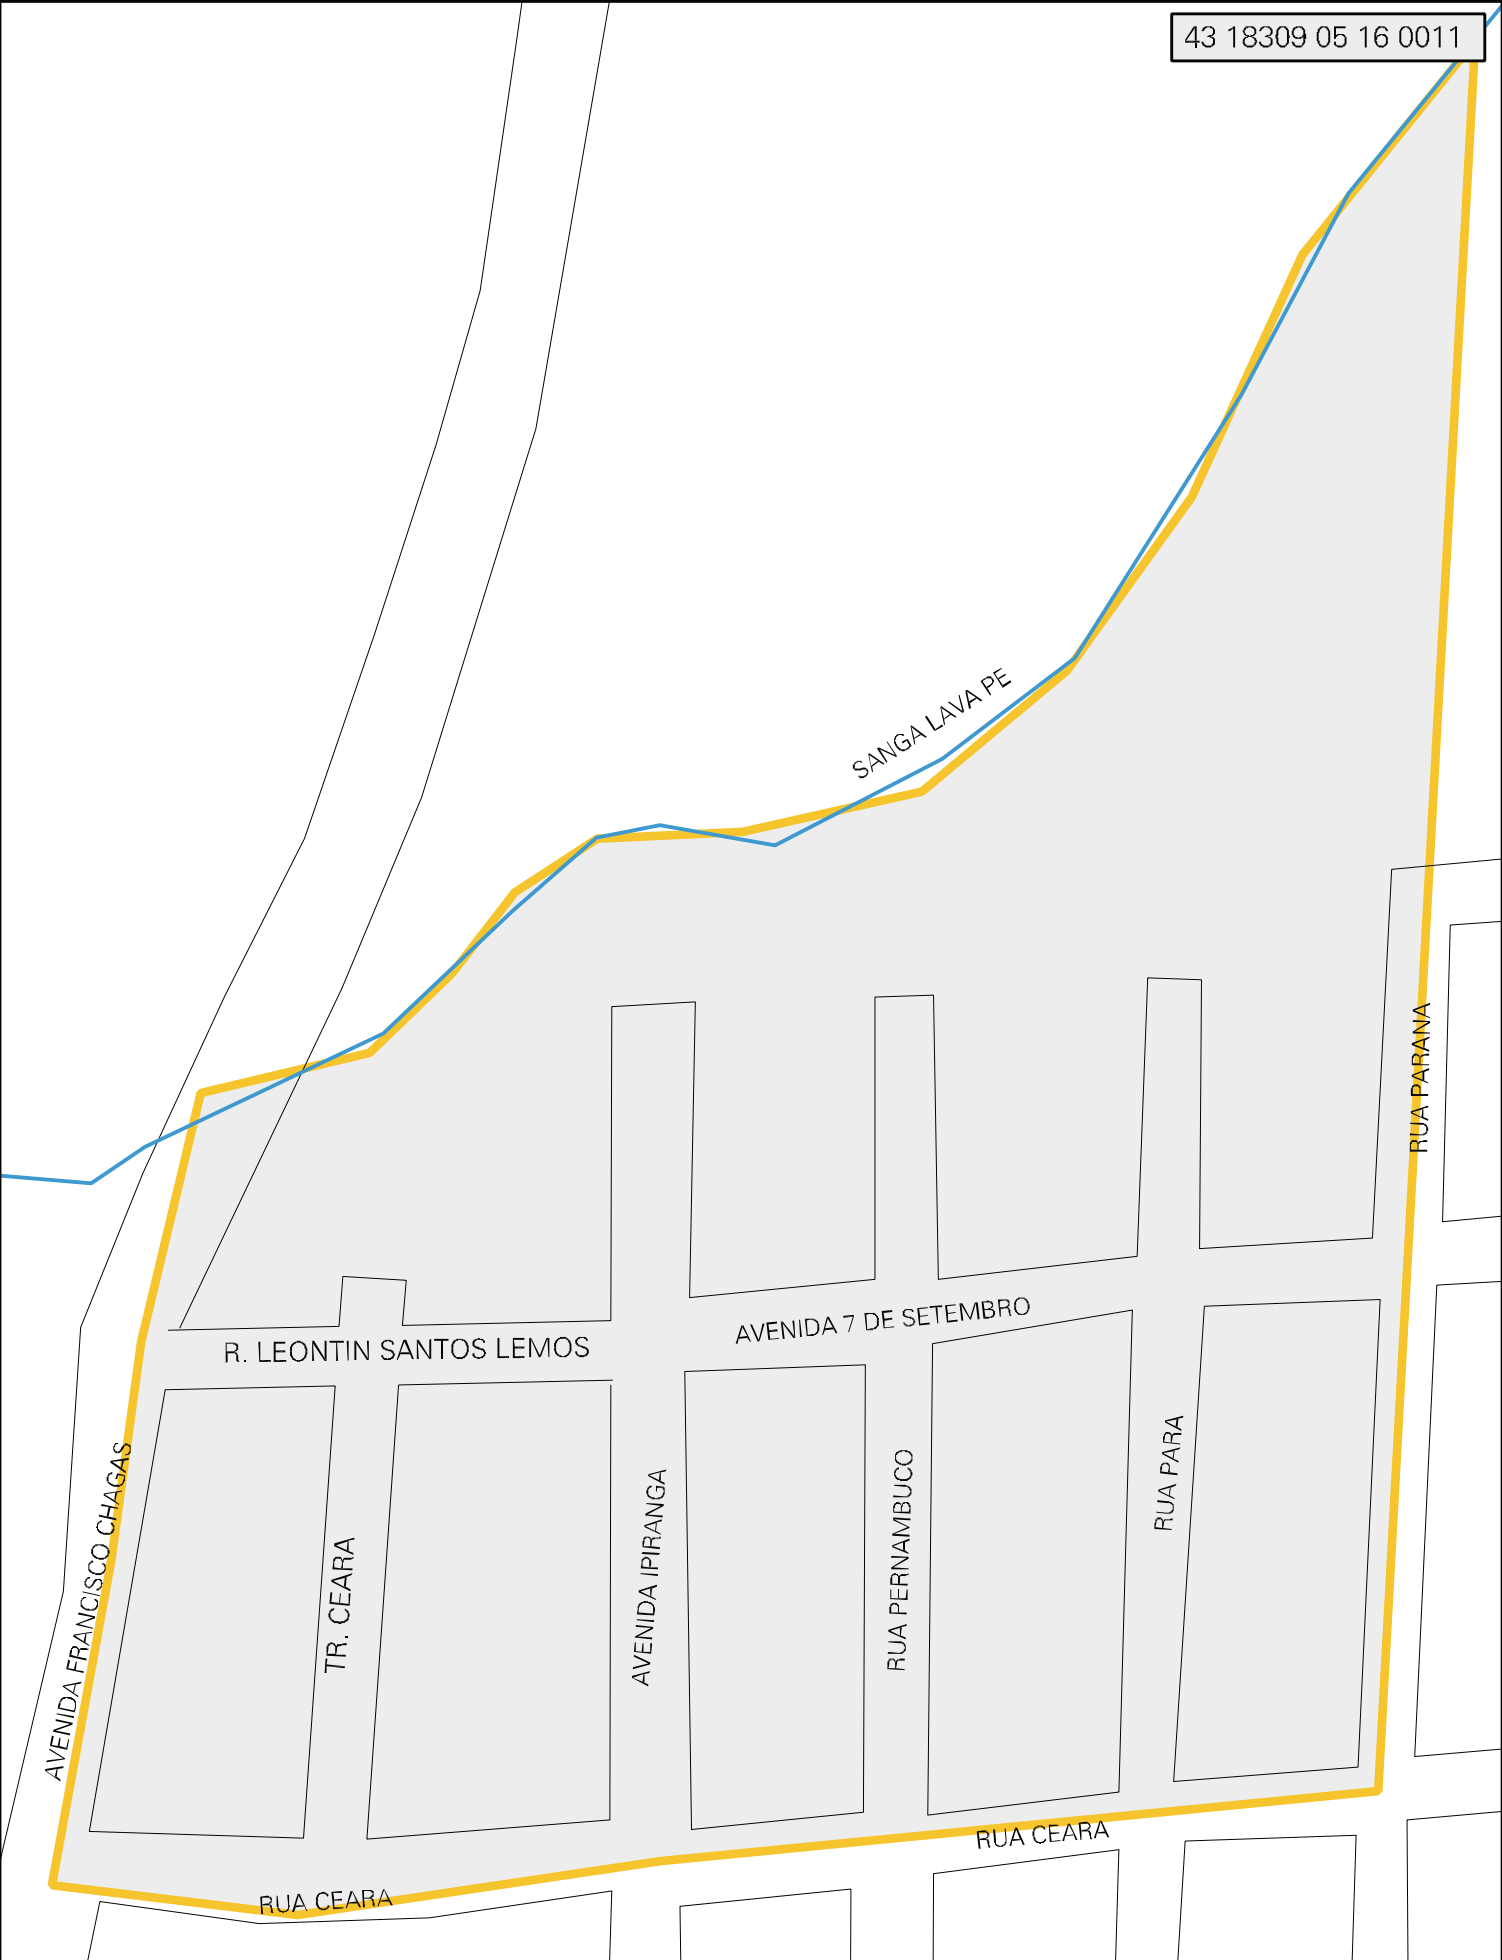 43 18309 05 16 0011
SANGA LAVA PE
RUA PARANA
AVENIDA 7 DE SETEMBRO
R. LEONTIN SANTOS LEMOS
AVENIDA FRANCISCO CHAGAS
TR. CEARA
AVENIDA IPIRANGA
RUA PERNAMBUCO
RUA PARA
RUA CEARA
RUA CEARA